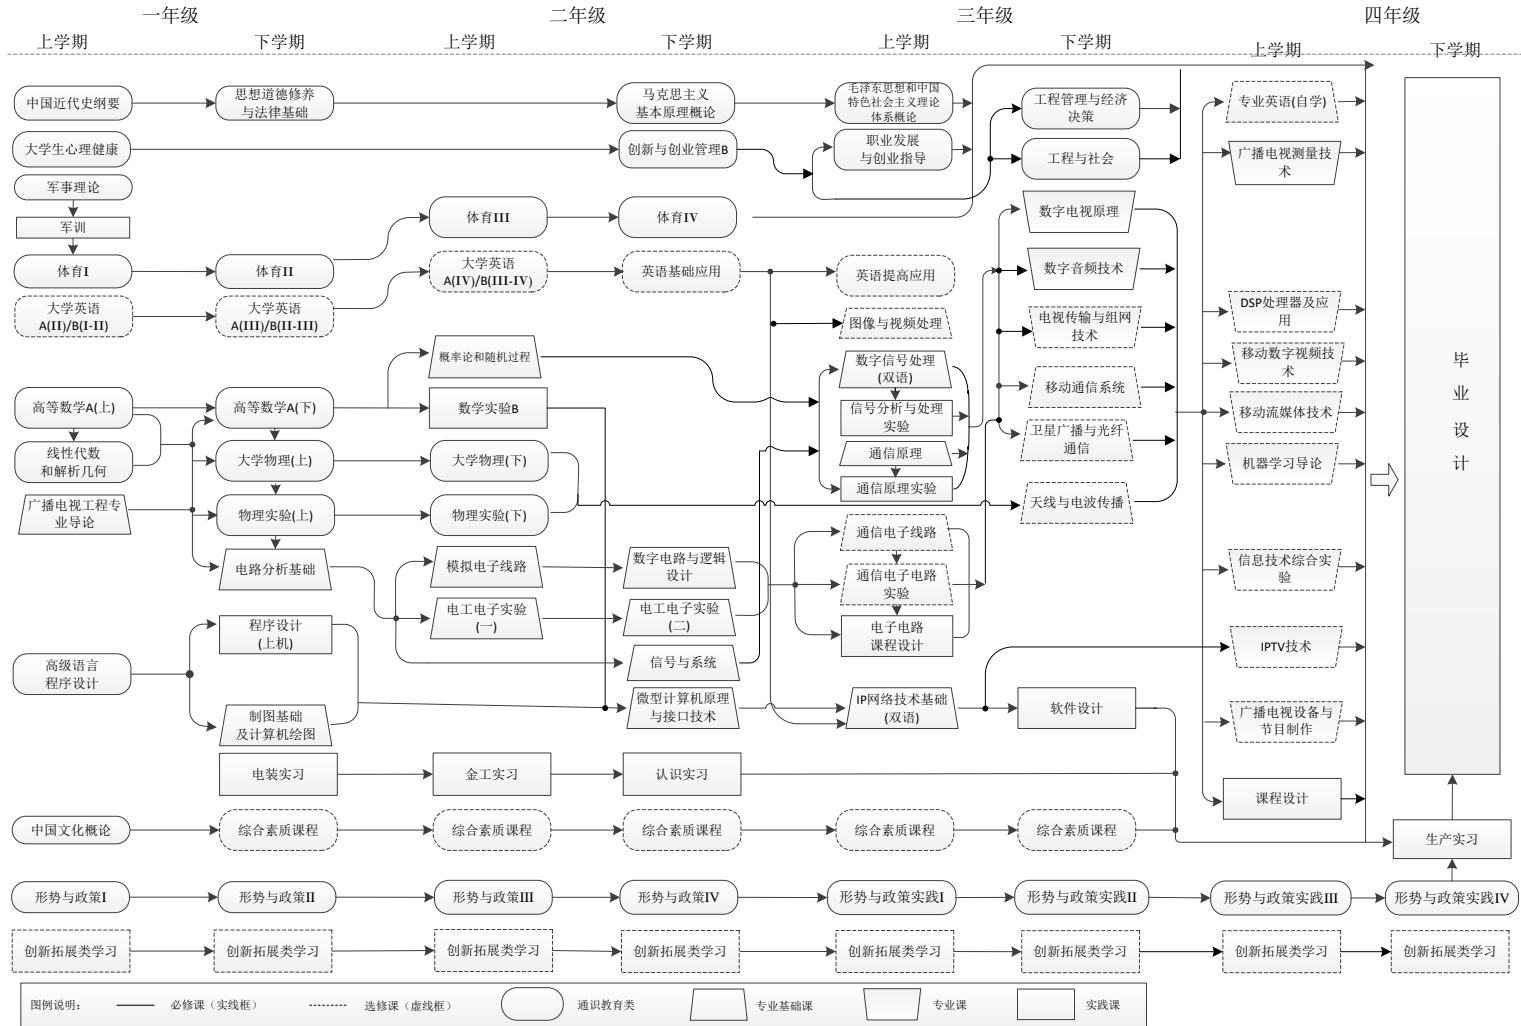 一年级
二年级
三年级
四年级
上学期
下学期
上学期
下学期
上学期
下学期
上学期
下学期
中国近代史纲要
思想道德修养
与法律基础
马克思主义
基本原理概论
毛泽东思想和中国
特色社会主义理论
体系概论
工程管理与经济
决策
专业英语(自学)
大学生心理健康
创新与创业管理B
职业发展
与创业指导
工程与社会
广播电视测量技
术
军事理论
军训
体育III
体育IV
数字电视原理
体育I
体育II
大学英语
A(IV)/B(III-IV)
英语基础应用
英语提高应用
数字音频技术
大学英语
A(II)/B(I-II)
大学英语
A(III)/B(II-III)
图像与视频处理
电视传输与组网
技术
DSP处理器及应
用
概率论和随机过程
数字信号处理
(双语)
移动通信系统
移动数字视频技
术
高等数学A(上)
高等数学A(下)
数学实验B
信号分析与处理
实验
卫星广播与光纤
通信
移动流媒体技术
线性代数
和解析几何
大学物理(上)
大学物理(下)
通信原理
机器学习导论
通信原理实验
广播电视工程专
业导论
物理实验(上)
物理实验(下)
天线与电波传播
电路分析基础
模拟电子线路
数字电路与逻辑
设计
通信电子线路
通信电子电路
实验
信息技术综合实
验
电工电子实验
(一)
电工电子实验
(二)
电子电路
课程设计
程序设计
(上机)
高级语言
程序设计
信号与系统
IPTV技术
制图基础
及计算机绘图
微型计算机原理
与接口技术
IP网络技术基础
(双语)
软件设计
广播电视设备与
节目制作
电装实习
金工实习
认识实习
课程设计
毕
业
设
计
中国文化概论
综合素质课程
综合素质课程
综合素质课程
综合素质课程
综合素质课程
生产实习
形势与政策I
形势与政策II
形势与政策III
形势与政策IV
形势与政策实践I
形势与政策实践II
形势与政策实践III
形势与政策实践IV
创新拓展类学习
创新拓展类学习
创新拓展类学习
创新拓展类学习
创新拓展类学习
创新拓展类学习
创新拓展类学习
创新拓展类学习
图例说明：
必修课（实线框）
选修课（虚线框）
通识教育类
专业基础课
专业课
实践课